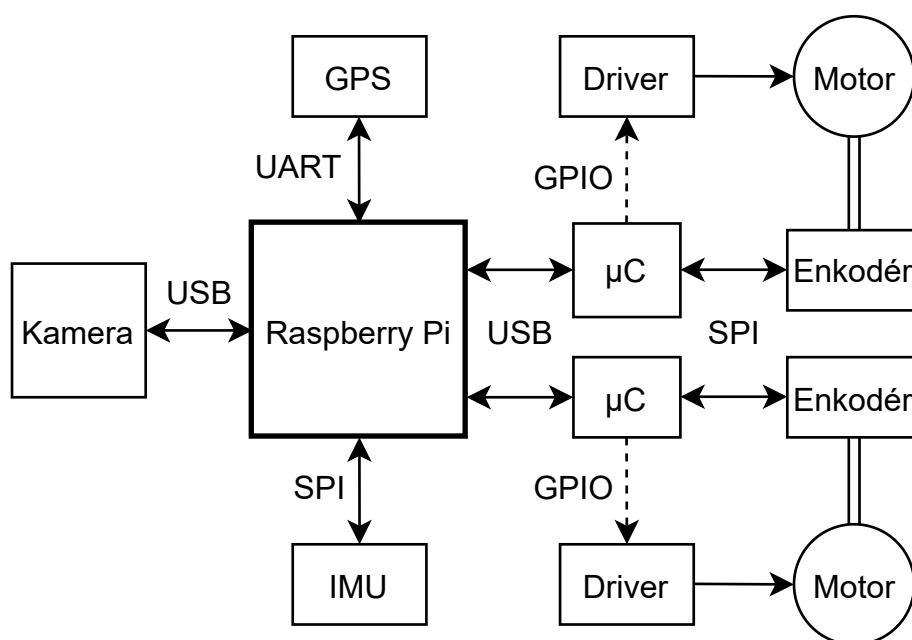 GPS
Driver
Motor
UART
GPIO
µC
Enkodér
USB
Kamera
Raspberry Pi
USB
SPI
µC
Enkodér
SPI
GPIO
IMU
Driver
Motor